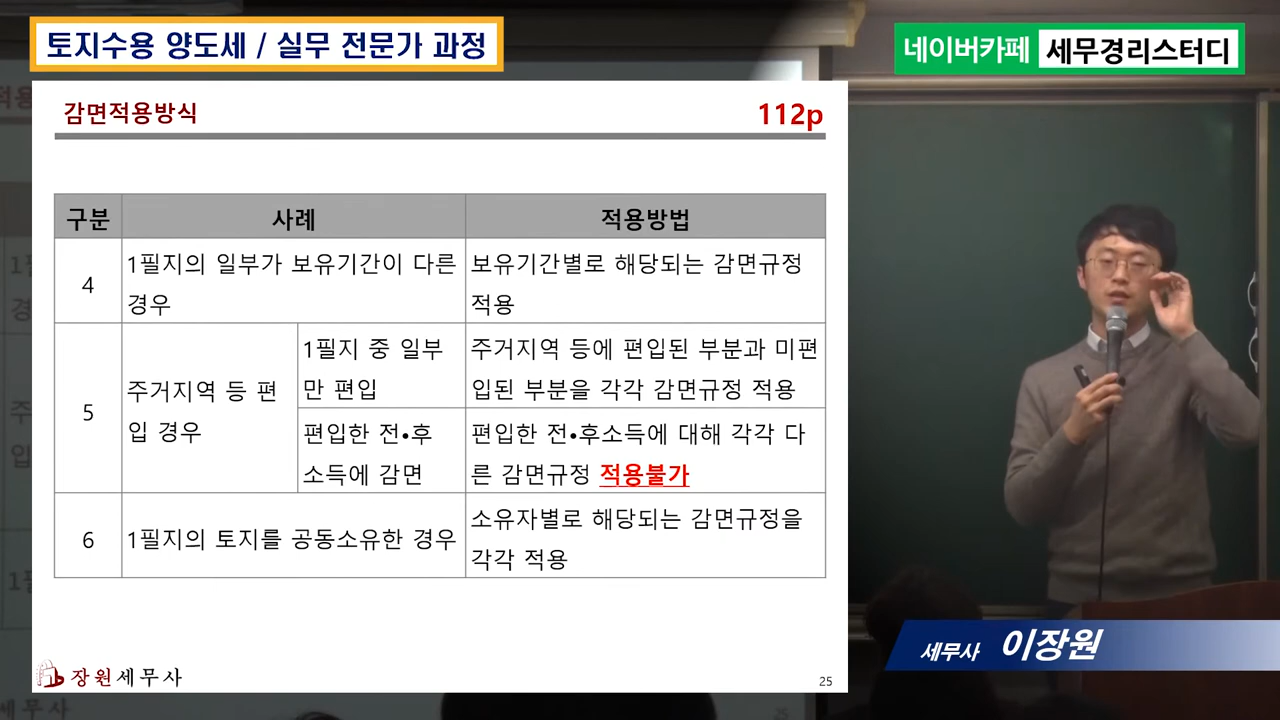 토지수용 양도세 / 실무 전문가 과정
네이버카페 세무경리스터디
감면적용방식
112p
구분 사례 적용방법
4
1필지의 일부가 보유기간이 다른
경우
보유기간별로 해당되는 감면규정
적용
5
주거지역 등 편
입 경우
1필지 중 일부
만 편입
주거지역 등에 편입된 부분과 미편
입된 부분을 각각 감면규정 적용
편입한 전•후
소득에 감면
편입한 전•후소득에 대해 각각 다
른 감면규정 적용불가
6
1필지의 토지를 공동소유한 경우
소유자별로 해당되는 감면규정을
각각 적용
장원세무사
25
세무사 이장원